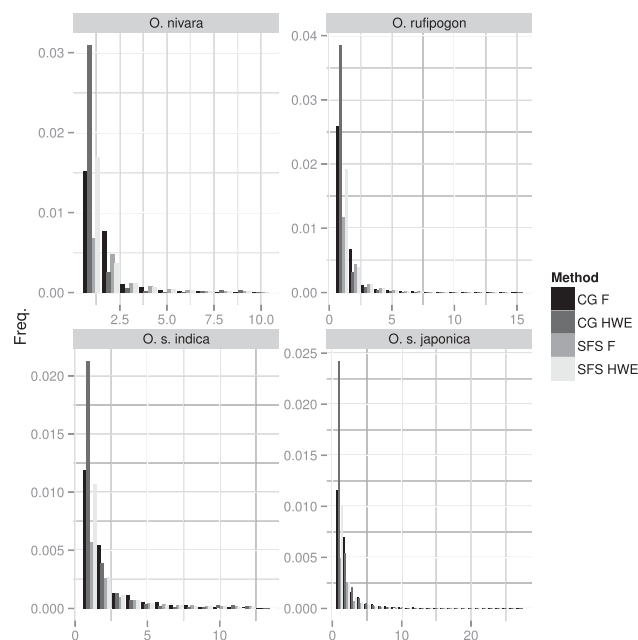 O. nivara
O. rufipogon
0.03
0.02
0.01
0.00
0.04
0.03
0.02
0.01
0.00
2.5 5.0 7.5 10.0
0 5 10 15
Freq.
Method
CG F
CG HWE
SFS F
SFS HWE
O. s. indica
O. s. japonica
0.020
0.015
0.010
0.005
0.000
0.025
0.020
0.015
0.010
0.005
0.000
0 5 10
0 10 20